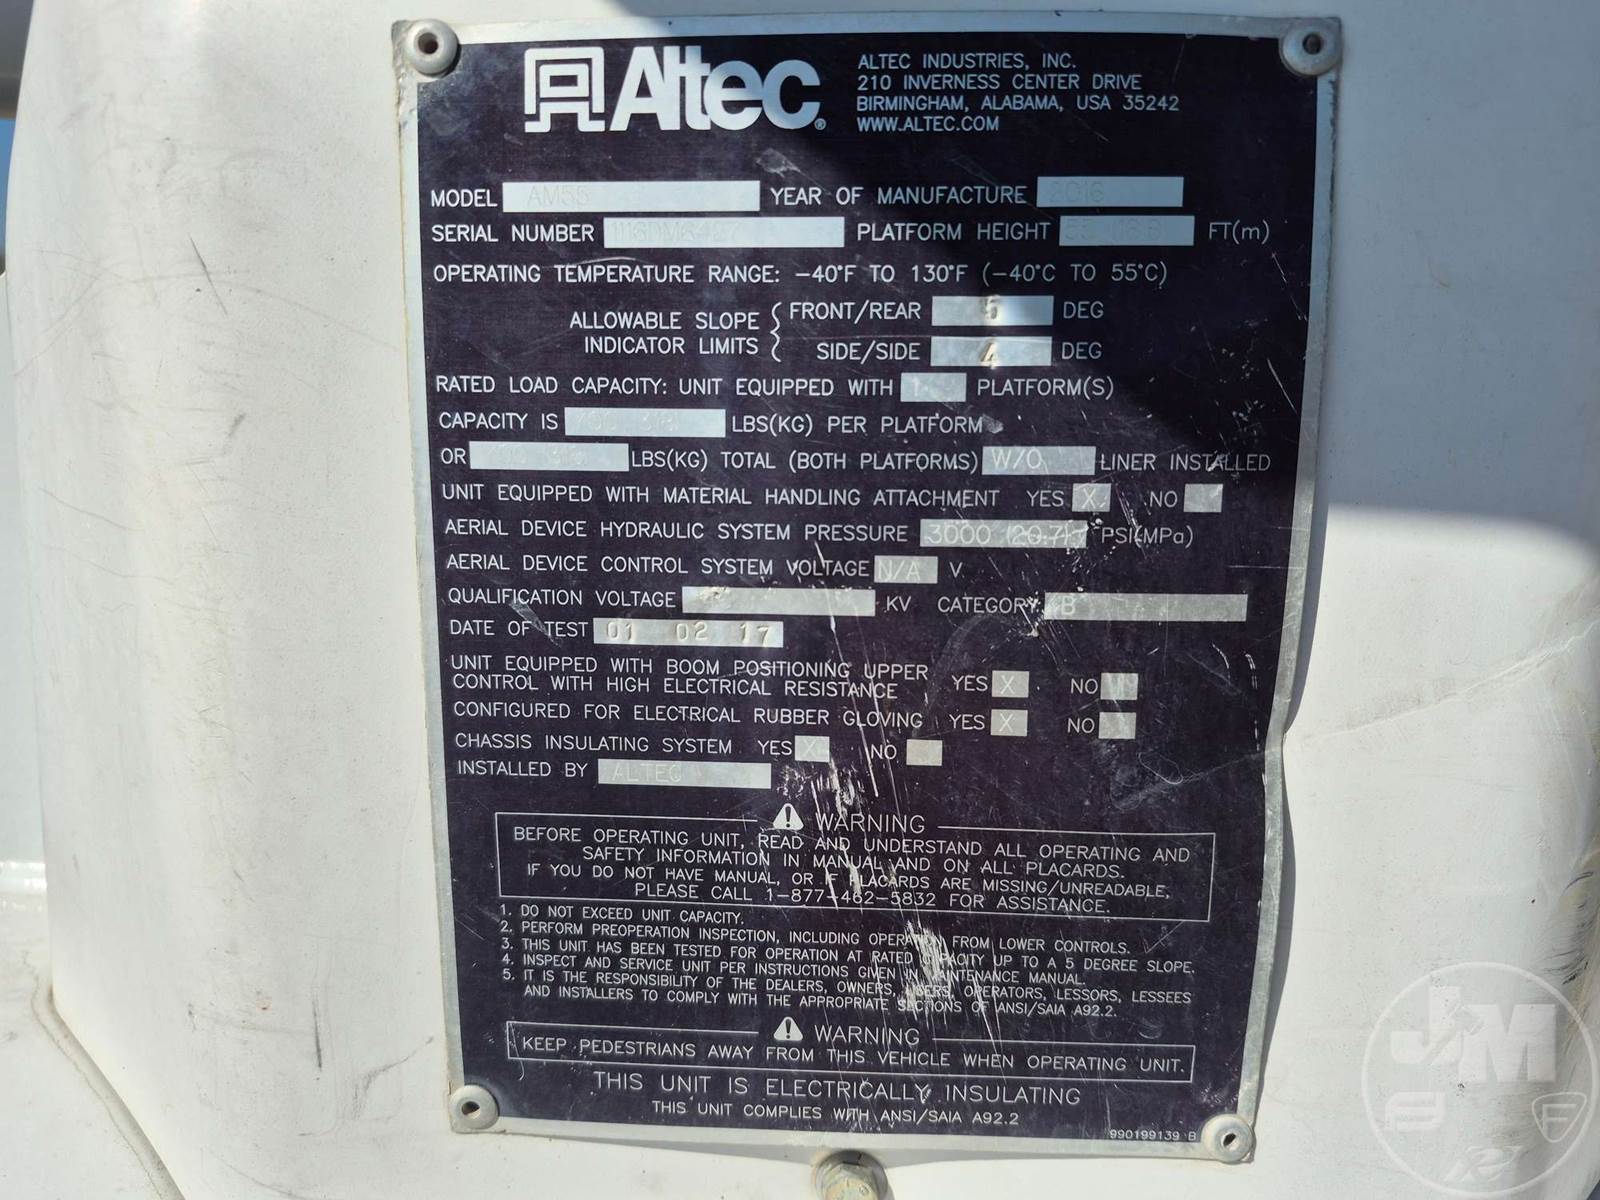 Altec®
ALTEC INDUSTRIES, INC.
210 INVERNESS CENTER DRIVE
BIRMINGHAM, ALABAMA, USA 35242
WWW.ALTEC.COM
MODEL AM55 YEAR OF MANUFACTURE 2016
SERIAL NUMBER PLATFORM HEIGHT FT(m)
OPERATING TEMPERATURE RANGE: -40°F TO 130°F (-40°C TO 55°C)
ALLOWABLE SLOPE INDICATOR LIMITS
FRONT/REAR 5 DEG
SIDE/SIDE 4 DEG
RATED LOAD CAPACITY: UNIT EQUIPPED WITH 1 PLATFORM(S)
CAPACITY IS LBS(KG) PER PLATFORM
OR LBS(KG) TOTAL (BOTH PLATFORMS) W/O LINER INSTALLED
UNIT EQUIPPED WITH MATERIAL HANDLING ATTACHMENT YES X NO
AERIAL DEVICE HYDRAULIC SYSTEM PRESSURE 3000 (20.7) PSI(MPa)
AERIAL DEVICE CONTROL SYSTEM VOLTAGE N/A V
QUALIFICATION VOLTAGE KV CATEGORY B
DATE OF TEST 01 02 17
UNIT EQUIPPED WITH BOOM POSITIONING UPPER
CONTROL WITH HIGH ELECTRICAL RESISTANCE YES X NO
CONFIGURED FOR ELECTRICAL RUBBER GLOVING YES X NO
CHASSIS INSULATING SYSTEM YES X NO
INSTALLED BY ALTEC
WARNING
BEFORE OPERATING UNIT, READ AND UNDERSTAND ALL OPERATING AND
SAFETY INFORMATION IN MANUAL AND ON ALL PLACARDS.
IF YOU DO NOT HAVE MANUAL, OR IF PLACARDS ARE MISSING/UNREADABLE,
PLEASE CALL 1-877-462-5832 FOR ASSISTANCE.
1. DO NOT EXCEED UNIT CAPACITY.
2. PERFORM PREOPERATION INSPECTION, INCLUDING OPERATION FROM LOWER CONTROLS.
3. THIS UNIT HAS BEEN TESTED FOR OPERATION AT RATED CAPACITY UP TO A 5 DEGREE SLOPE.
4. INSPECT AND SERVICE UNIT PER INSTRUCTIONS GIVEN IN MAINTENANCE MANUAL.
5. IT IS THE RESPONSIBILITY OF THE DEALERS, OWNERS, USERS, OPERATORS, LESSORS, LESSEES
AND INSTALLERS TO COMPLY WITH THE APPROPRIATE SECTIONS OF ANSI/SAIA A92.2.
WARNING
KEEP PEDESTRIANS AWAY FROM THIS VEHICLE WHEN OPERATING UNIT.
THIS UNIT IS ELECTRICALLY INSULATING
THIS UNIT COMPLIES WITH ANSI/SAIA A92.2
990199139 B
JM